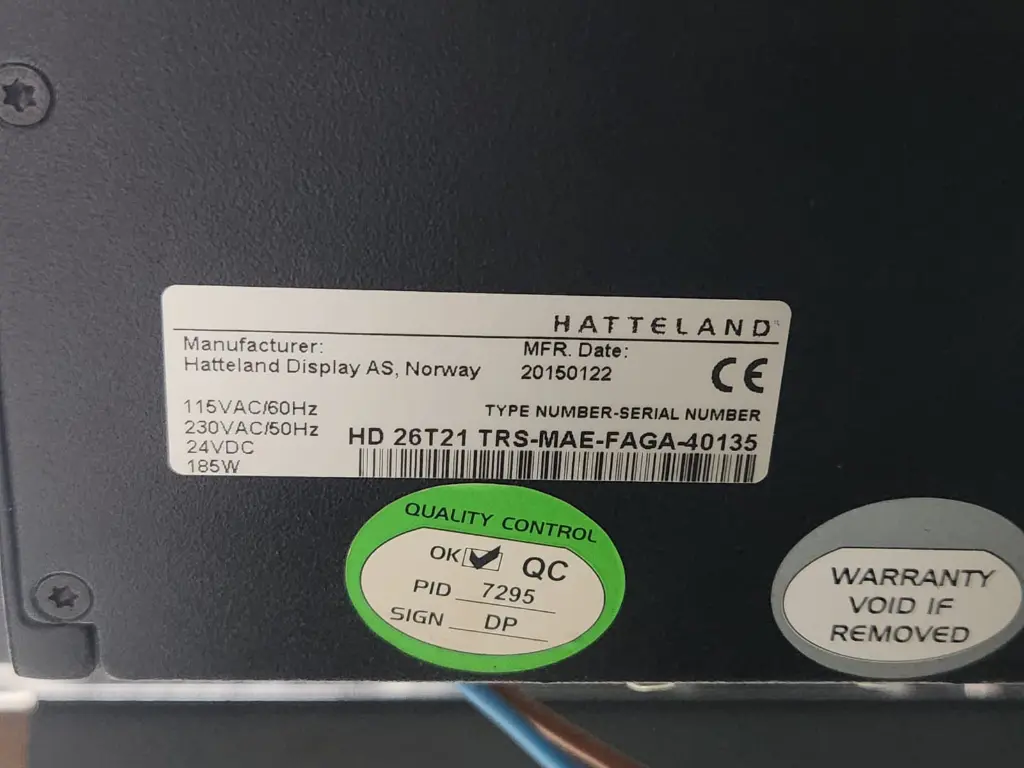 HATTELAND™
Manufacturer:
Hatteland Display AS, Norway
MFR. Date:
20150122
CE
115VAC/60Hz
230VAC/50Hz
24VDC
185W
TYPE NUMBER-SERIAL NUMBER
HD 26T21 TRS-MAE-FAGA-40135
QUALITY CONTROL
OK QC
PID 7295
SIGN DP
WARRANTY
VOID IF
REMOVED